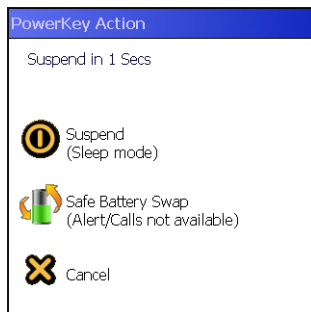 PowerKey Action
Suspend in 1 Secs
Suspend
(Sleep mode)
Safe Battery Swap
(Alert/Calls not available)
Cancel